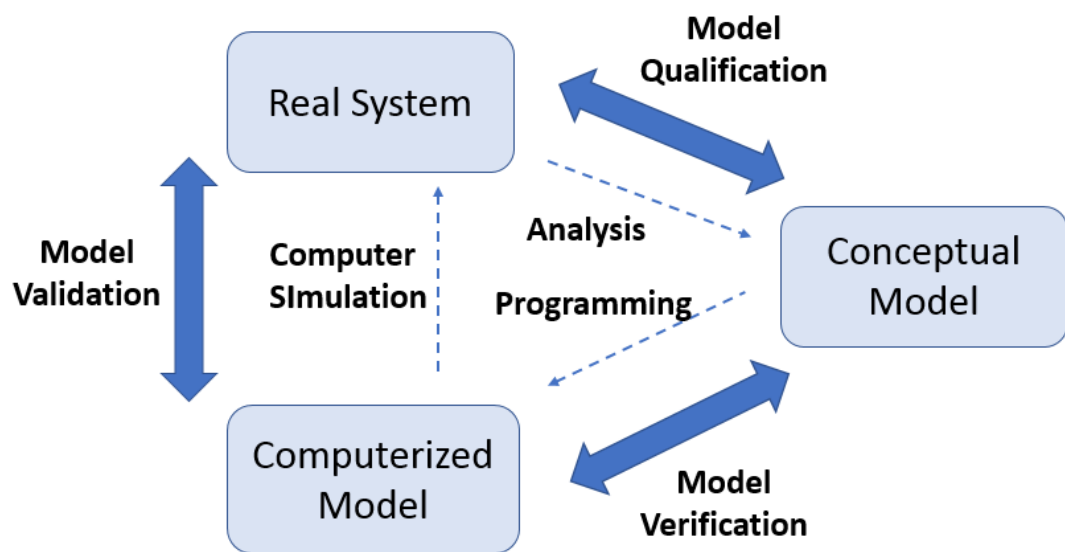 Model
Qualification
Real System
Analysis
Model
Validation
Computer
SImulation
Conceptual
Model
Programming
Computerized
Model
Model
Verification